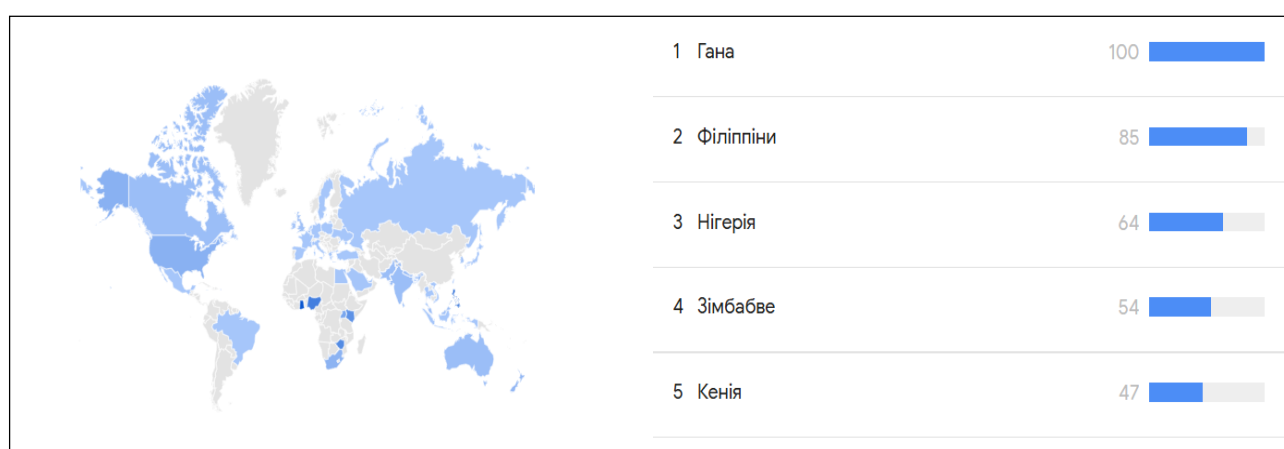 1 Гана 100
2 Філіппіни 85
3 Нігерія 64
4 Зімбабве 54
5 Кенія 47